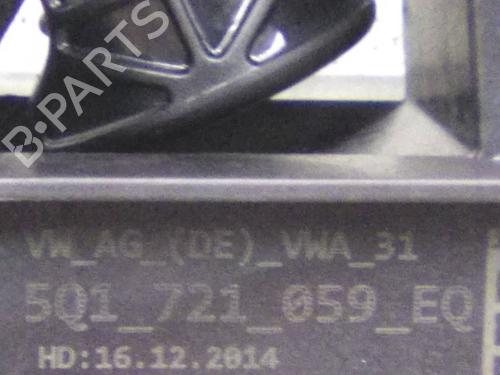 B-PARTS
VW_AG_(DE)_VWA_31
5Q1_721_059_EQ
HD:16.12.2014